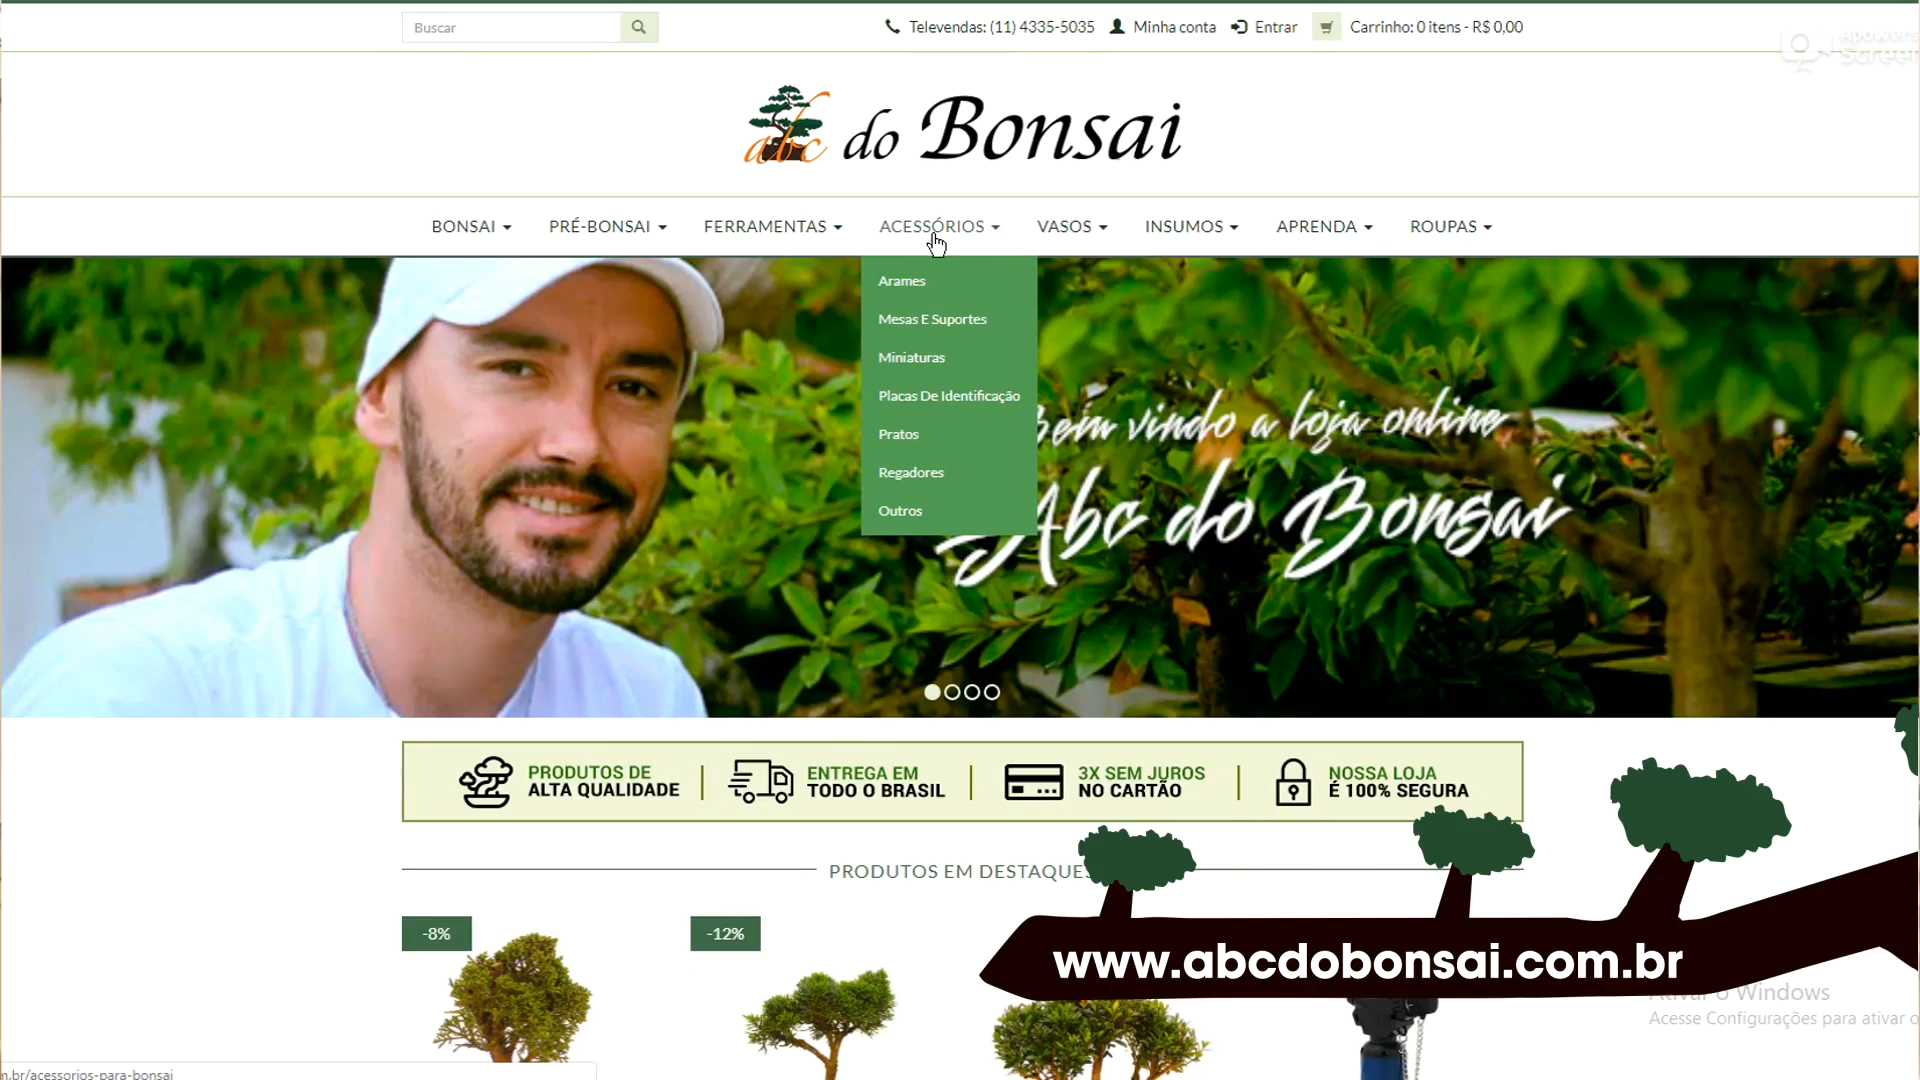 Buscar
Televendas: (11) 4335-5035 Minha conta Entrar Carrinho: 0 itens - R$ 0,00
Apowers
Screen
abc do Bonsai
BONSAI PRÉ-BONSAI FERRAMENTAS ACESSÓRIOS VASOS INSUMOS APRENDA ROUPAS
Arames
Mesas E Suportes
Miniaturas
Placas De Identificação
Pratos
Regadores
Outros
Bem vindo a loja online
Abc do Bonsai
PRODUTOS DE
ALTA QUALIDADE
ENTREGA EM
TODO O BRASIL
3X SEM JUROS
NO CARTÃO
NOSSA LOJA
É 100% SEGURA
PRODUTOS EM DESTAQUES
-8%
-12%
www.abcdobonsai.com.br
Ativar o Windows
Acesse Configurações para ativar o
m.br/acessorios-para-bonsai